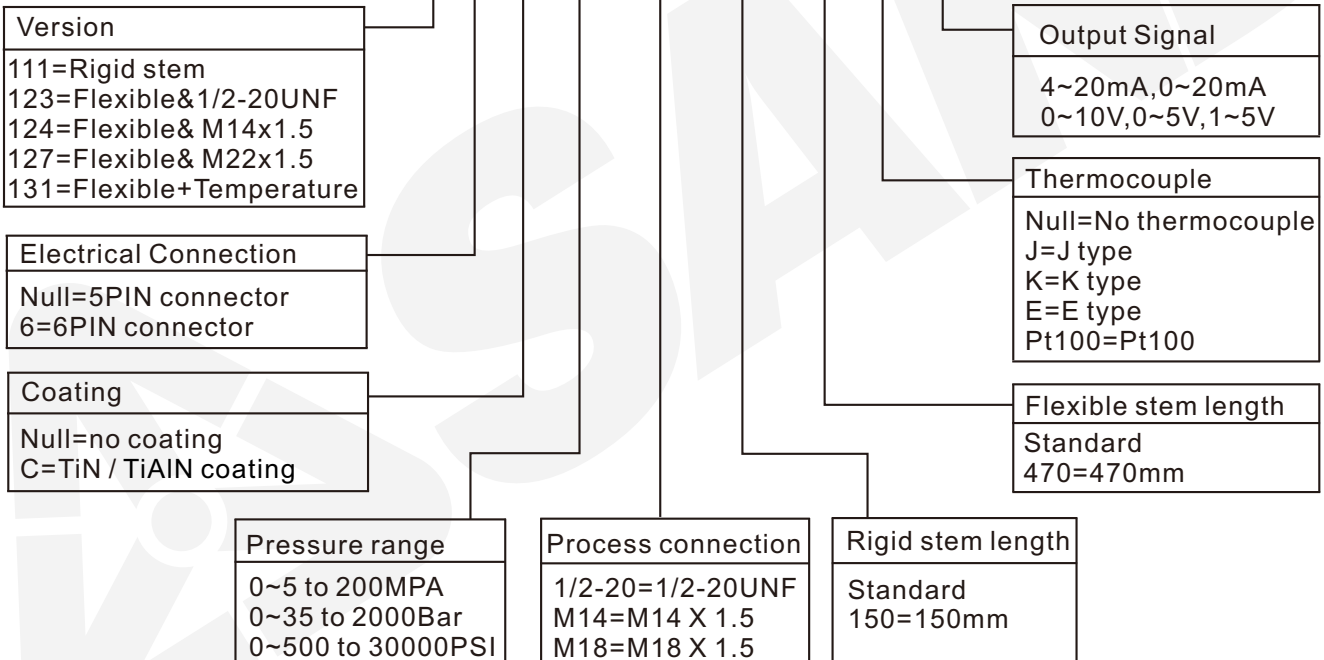 Version
111=Rigid stem
123=Flexible&1/2-20UNF
124=Flexible& M14x1.5
127=Flexible& M22x1.5
131=Flexible+Temperature
Electrical Connection
Null=5PIN connector
6=6PIN connector
Coating
Null=no coating
C=TiN / TiAlN coating
Pressure range
0~5 to 200MPA
0~35 to 2000Bar
0~500 to 30000PSI
Process connection
1/2-20=1/2-20UNF
M14=M14 X 1.5
M18=M18 X 1.5
Rigid stem length
Standard
150=150mm
Output Signal
4~20mA,0~20mA
0~10V,0~5V,1~5V
Thermocouple
Null=No thermocouple
J=J type
K=K type
E=E type
Pt100=Pt100
Flexible stem length
Standard
470=470mm